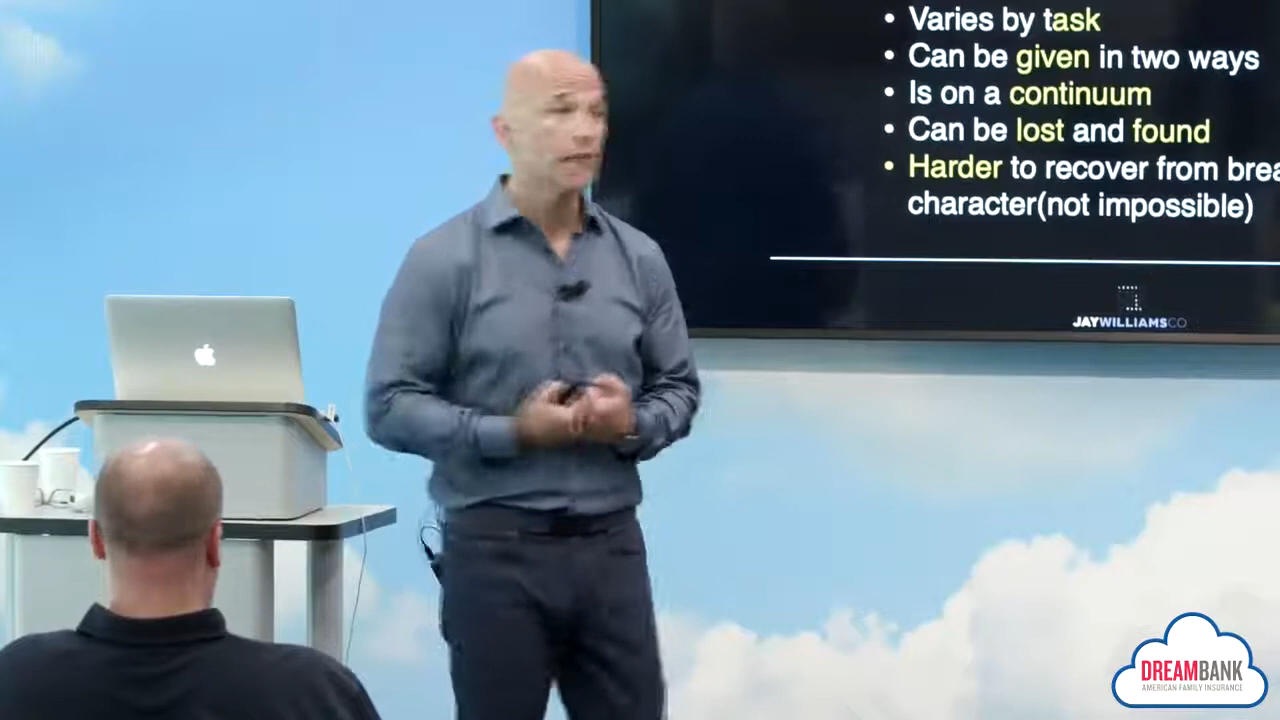 • Varies by task
• Can be given in two ways
• Is on a continuum
• Can be lost and found
• Harder to recover from
character(not impossible)
JAYWILLIAMSCO
DREAMBANK
AMERICAN FAMILY INSURANCE